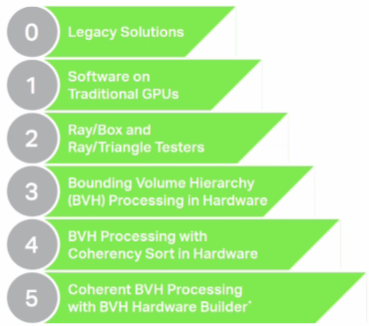 0
Legacy Solutions
1
Software on
Traditional GPUs
2
Ray/Box and
Ray/Triangle Testers
3
Bounding Volume Hierarchy
(BVH) Processing in Hardware
4
BVH Processing with
Coherency Sort in Hardware
5
Coherent BVH Processing
with BVH Hardware Builder*